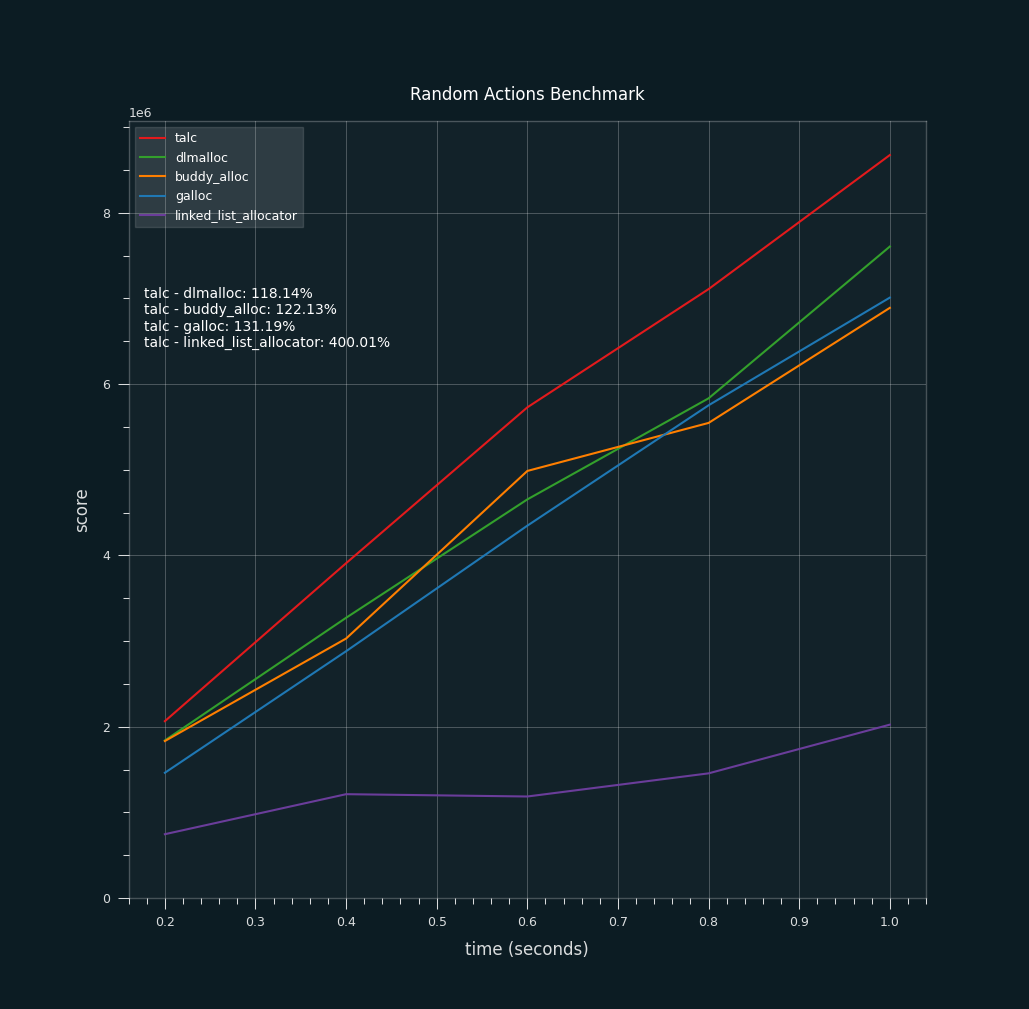 Random Actions Benchmark
1e6
talc
dlmalloc
buddy_alloc
galloc
linked_list_allocator
talc - dlmalloc: 118.14%
talc - buddy_alloc: 122.13%
talc - galloc: 131.19%
talc - linked_list_allocator: 400.01%
score
8
6
4
2
0
0.2 0.3 0.4 0.5 0.6 0.7 0.8 0.9 1.0
time (seconds)